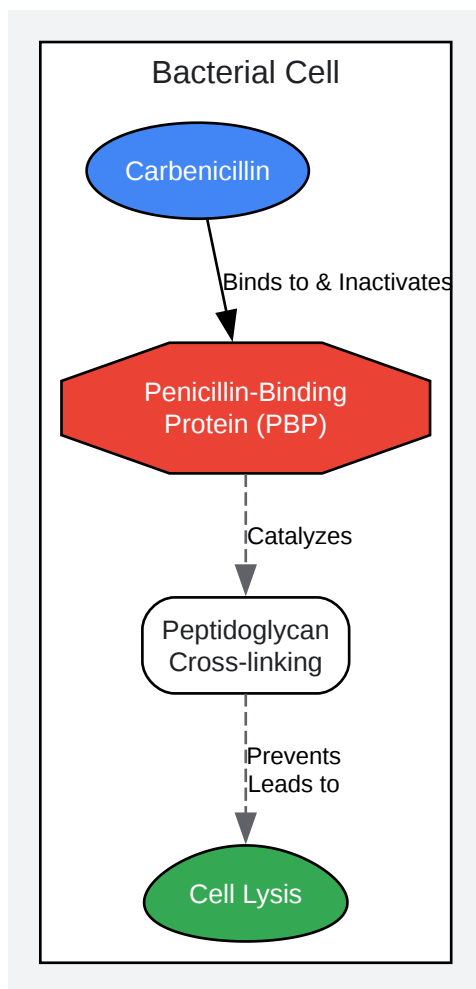 Bacterial Cell
Carbenicillin
Binds to & Inactivates
Penicillin-Binding
Protein (PBP)
Catalyzes
Peptidoglycan
Cross-linking
Prevents
Leads to
Cell Lysis